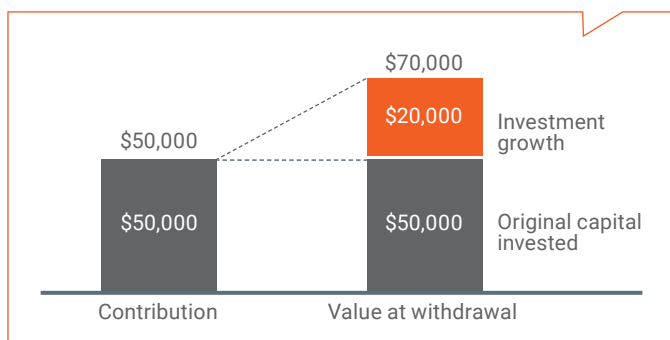 $70,000
$20,000
Investment
growth
$50,000
$50,000
$50,000
Original capital
invested
Contribution
Value at withdrawal